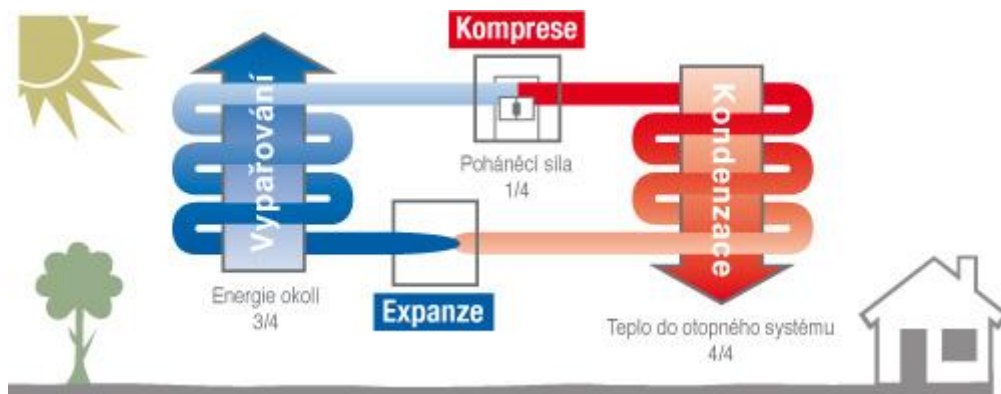 Komprese
Vypařování
Kondenzace
Poháněcí síla
1/4
Energie okolí
3/4
Expanze
Teplo do otopného systému
4/4